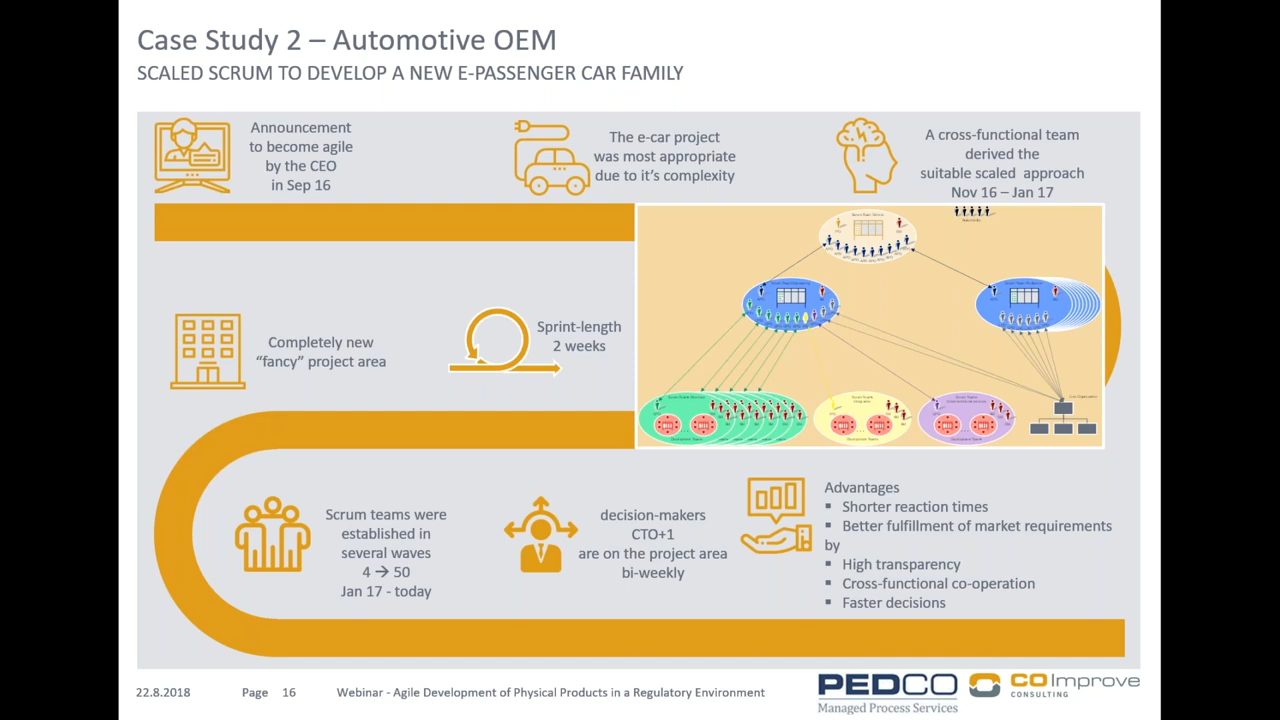 Case Study 2 – Automotive OEM
SCALED SCRUM TO DEVELOP A NEW E-PASSENGER CAR FAMILY
Announcement
to become agile
by the CEO
in Sep 16
The e-car project
was most appropriate
due to it's complexity
A cross-functional team
derived the
suitable scaled approach
Nov 16 – Jan 17
Completely new
“fancy” project area
Sprint-length
2 weeks
Scrum teams were
established in
several waves
4 → 50
Jan 17 - today
decision-makers
CTO+1
are on the project area
bi-weekly
Advantages
▪ Shorter reaction times
▪ Better fulfillment of market requirements
by
▪ High transparency
▪ Cross-functional co-operation
▪ Faster decisions
22.8.2018 Page 16 Webinar - Agile Development of Physical Products in a Regulatory Environment
PEDCO
Managed Process Services
COImprove
CONSULTING